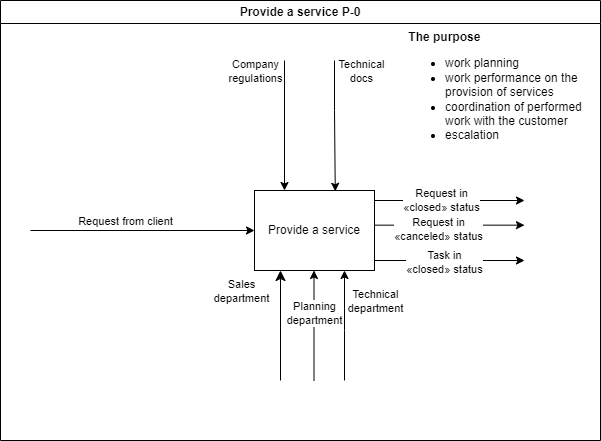 Provide a service P-0
The purpose
• work planning
• work performance on the
provision of services
• coordination of performed
work with the customer
• escalation
Company
regulations
Technical
docs
Request from client
Provide a service
Request in
«closed» status
Request in
«canceled» status
Task in
«closed» status
Sales
department
Planning
department
Technical
department